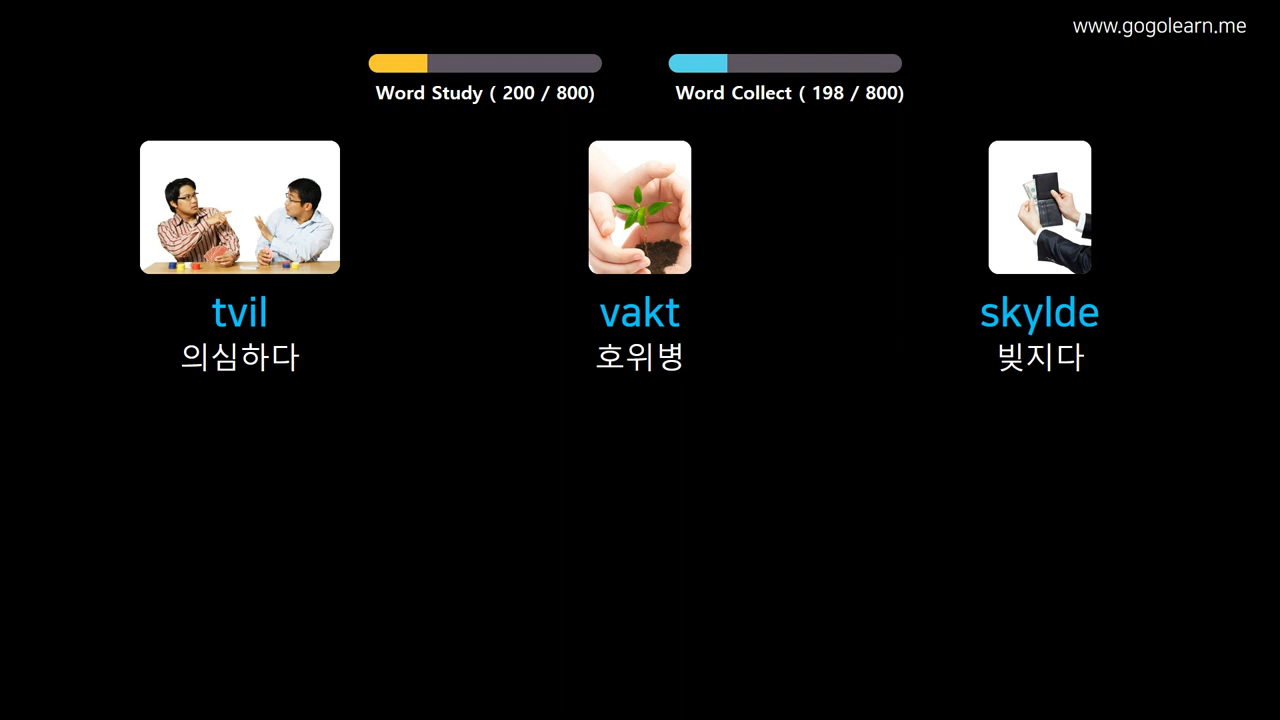 www.gogolearn.me
Word Study ( 200 / 800)
Word Collect ( 198 / 800)
tvil
의심하다
vakt
호위병
skylde
빚지다